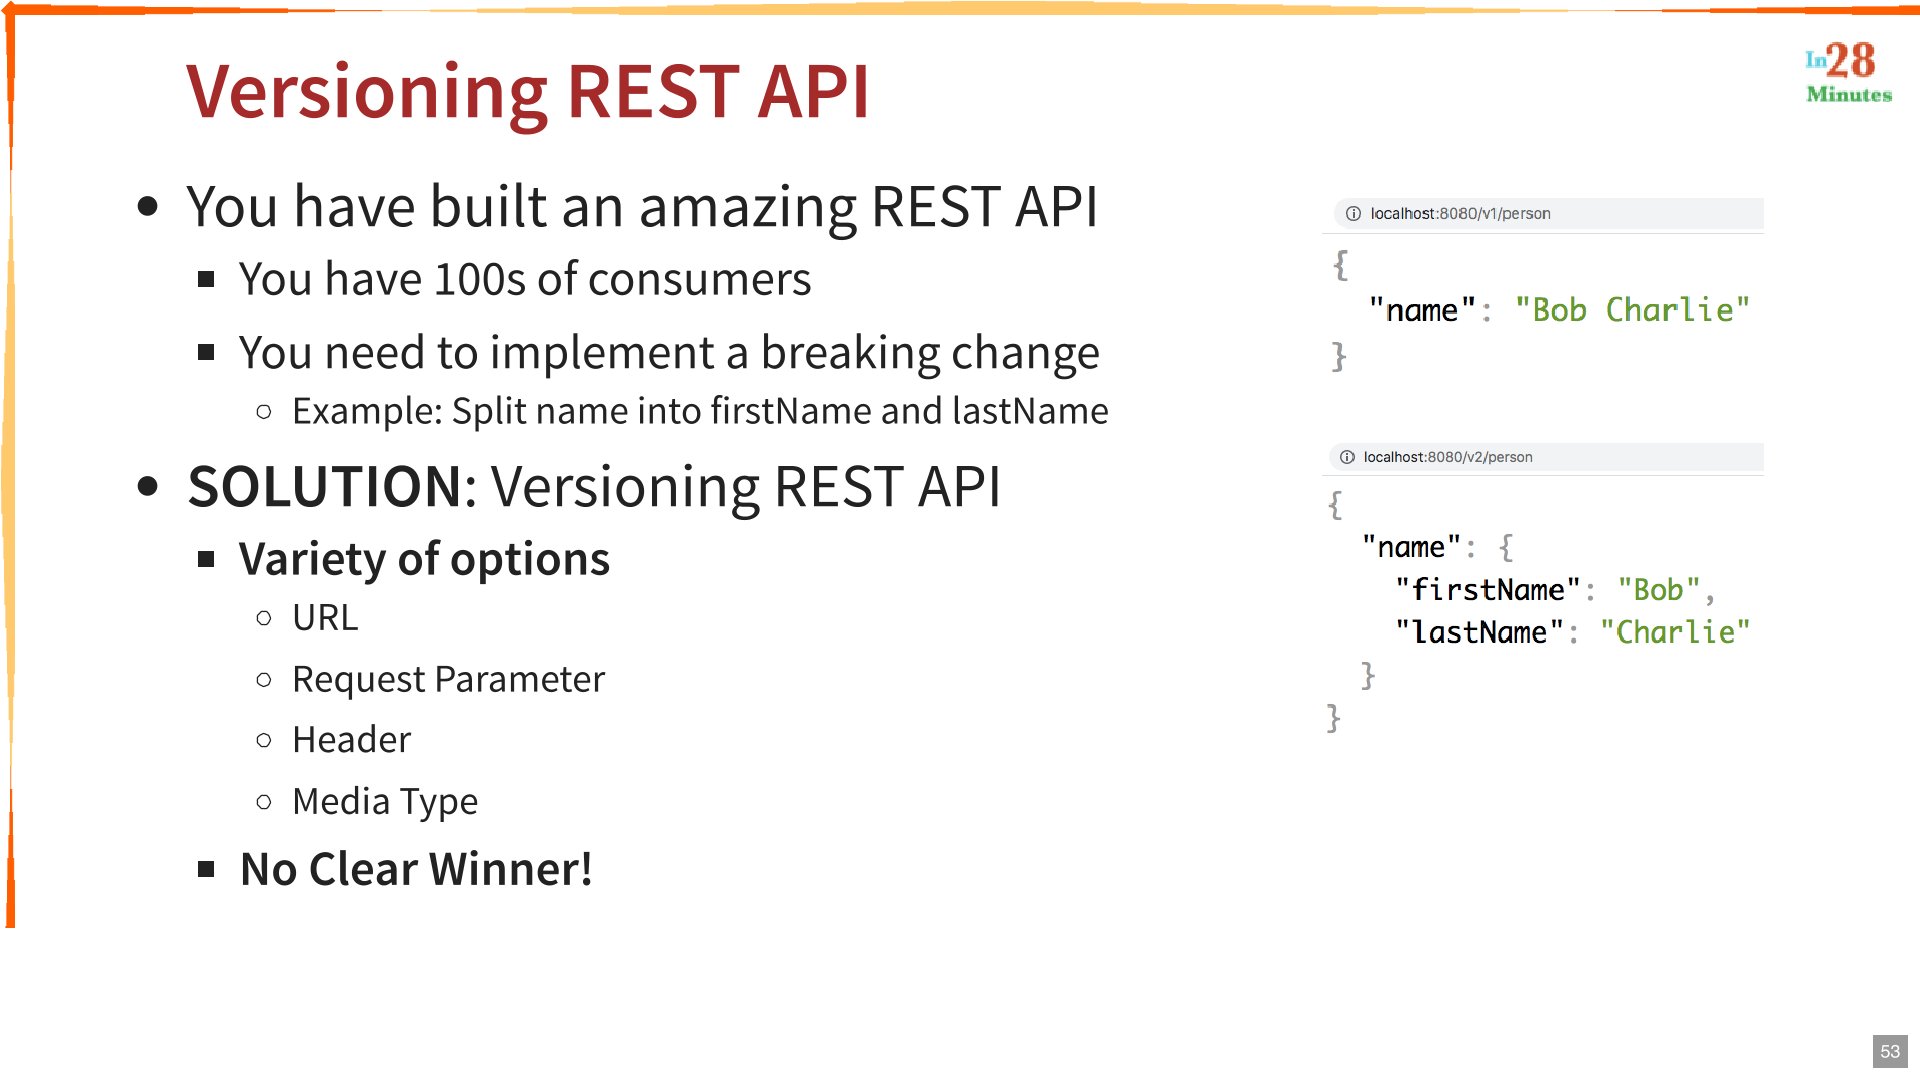 Versioning REST API
In28
Minutes
You have built an amazing REST API
You have 100s of consumers
You need to implement a breaking change
Example: Split name into firstName and lastName
SOLUTION: Versioning REST API
Variety of options
URL
Request Parameter
Header
Media Type
No Clear Winner!
localhost:8080/v1/person
{
"name": "Bob Charlie"
}
localhost:8080/v2/person
{
"name": {
"firstName": "Bob",
"lastName": "Charlie"
}
}
53